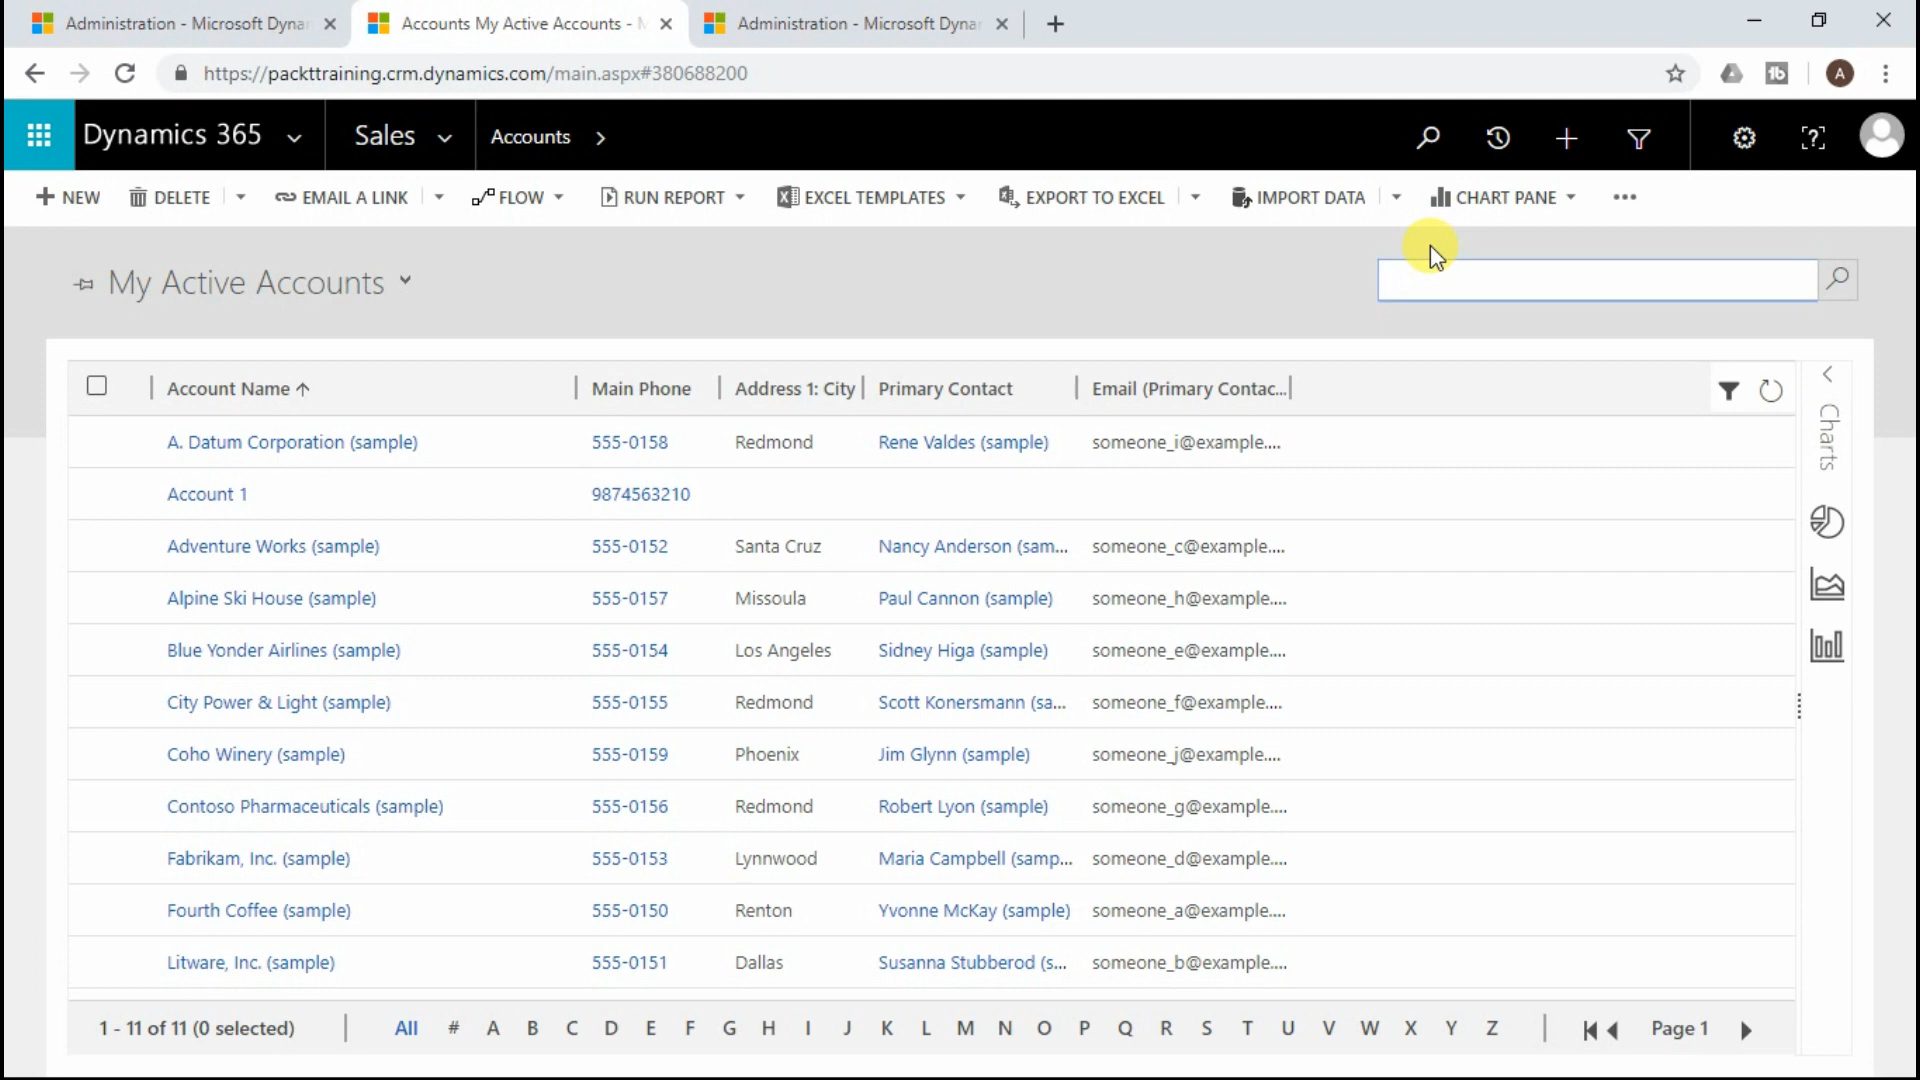 Administration - Microsoft Dyna
Accounts My Active Accounts -
Administration - Microsoft Dyna
https://packttraining.crm.dynamics.com/main.aspx#380688200
A
Dynamics 365
Sales
Accounts
NEW
DELETE
EMAIL A LINK
FLOW
RUN REPORT
EXCEL TEMPLATES
EXPORT TO EXCEL
IMPORT DATA
CHART PANE
My Active Accounts
Account Name Main Phone Address 1: City Primary Contact Email (Primary Contac...
A. Datum Corporation (sample) 555-0158 Redmond Rene Valdes (sample) someone_i@example....
Account 1 9874563210
Adventure Works (sample) 555-0152 Santa Cruz Nancy Anderson (sam... someone_c@example....
Alpine Ski House (sample) 555-0157 Missoula Paul Cannon (sample) someone_h@example....
Blue Yonder Airlines (sample) 555-0154 Los Angeles Sidney Higa (sample) someone_e@example....
City Power & Light (sample) 555-0155 Redmond Scott Konersmann (sa... someone_f@example....
Coho Winery (sample) 555-0159 Phoenix Jim Glynn (sample) someone_j@example....
Contoso Pharmaceuticals (sample) 555-0156 Redmond Robert Lyon (sample) someone_g@example....
Fabrikam, Inc. (sample) 555-0153 Lynnwood Maria Campbell (samp... someone_d@example....
Fourth Coffee (sample) 555-0150 Renton Yvonne McKay (sample) someone_a@example....
Litware, Inc. (sample) 555-0151 Dallas Susanna Stubberod (s... someone_b@example....
Charts
1 - 11 of 11 (0 selected) All # A B C D E F G H I J K L M N O P Q R S T U V W X Y Z Page 1